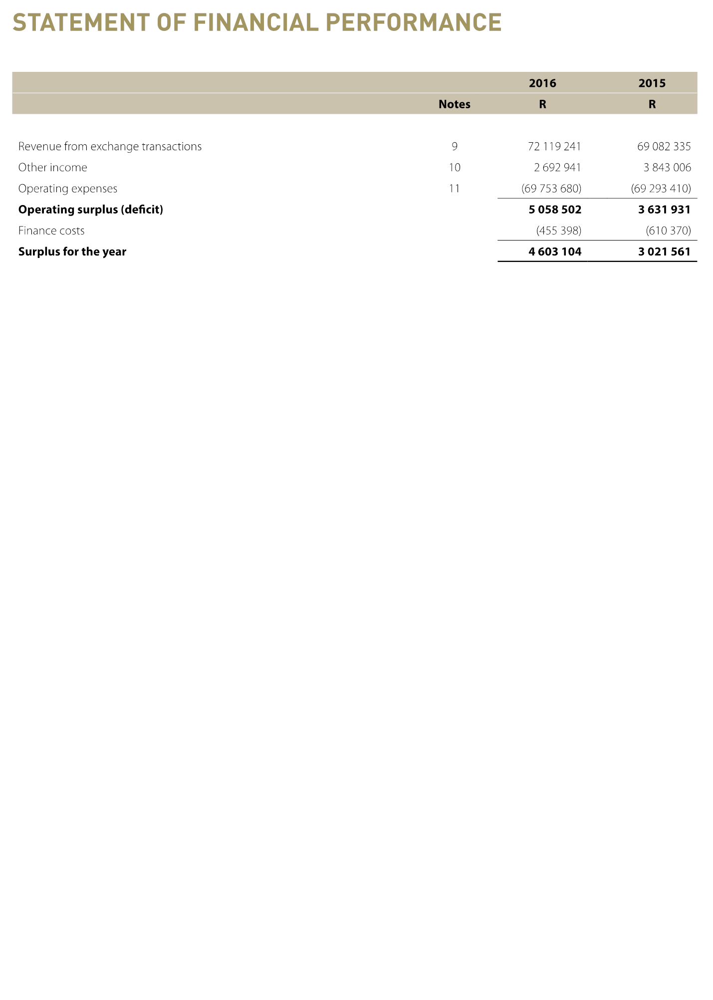 STATEMENT OF FINANCIAL PERFORMANCE
2016 2015
Notes R R
Revenue from exchange transactions 9 72 119 241 69 082 335
Other income 10 2 692 941 3 843 006
Operating expenses 11 (69 753 680) (69 293 410)
Operating surplus (deficit) 5 058 502 3 631 931
Finance costs (455 398) (610 370)
Surplus for the year 4 603 104 3 021 561